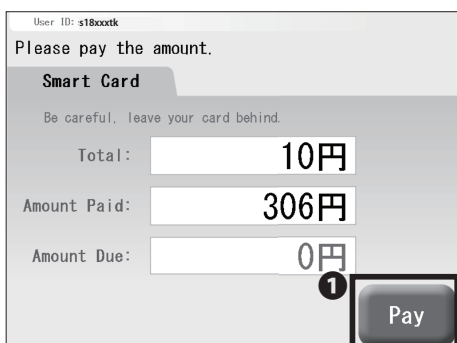 User ID: s18xxxtk
Please pay the amount.
Smart Card
Be careful, leave your card behind.
Total: 10円
Amount Paid: 306円
Amount Due: 0円
❶
Pay